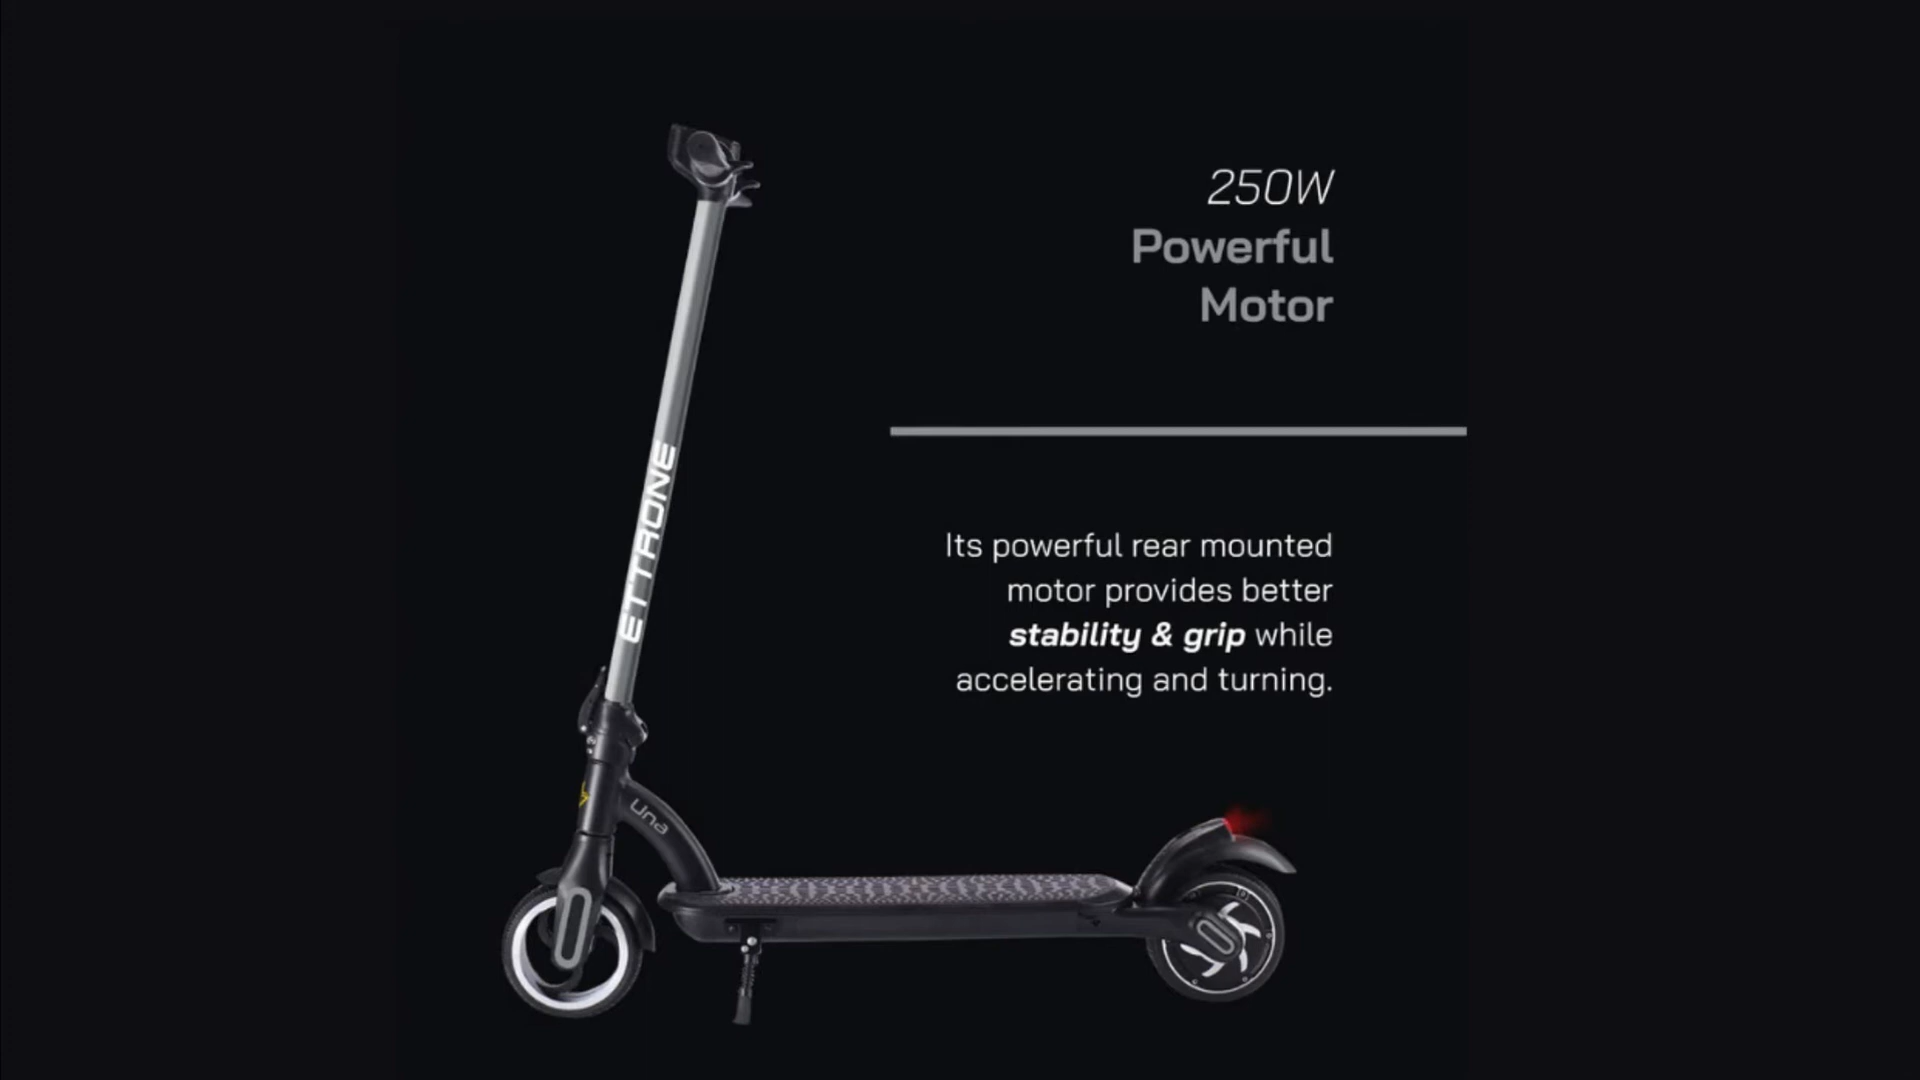 250W
Powerful
Motor
ETTRONE
Its powerful rear mounted
motor provides better
stability & grip while
accelerating and turning.
Una